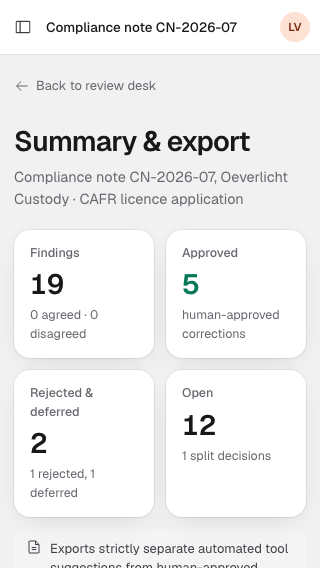 Compliance note CN-2026-07
LV
Back to review desk
Summary & export
Compliance note CN-2026-07, Oeverlicht
Custody · CAFR licence application
Findings
19
0 agreed · 0
disagreed
Approved
5
human-approved
corrections
Rejected &
deferred
2
1 rejected, 1
deferred
Open
12
1 split decisions
Exports strictly separate automated tool
suggestions from human-approved